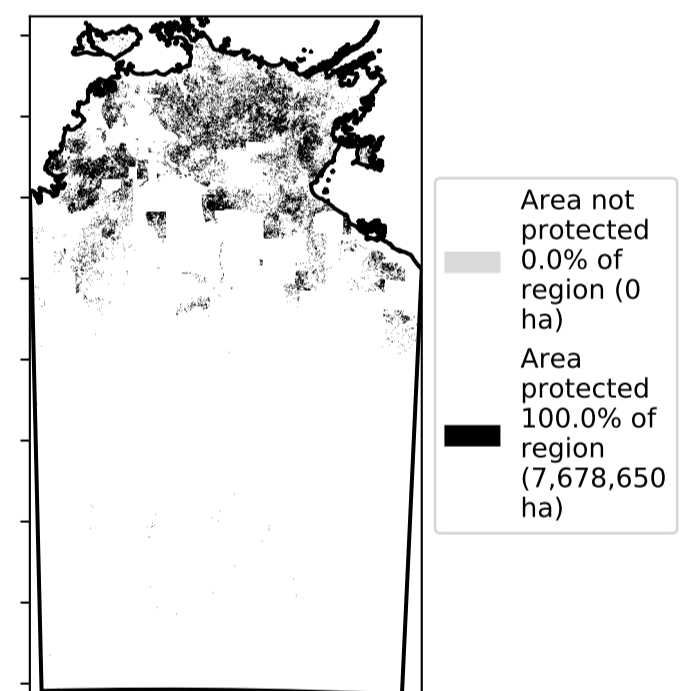 Area not
protected
0.0% of
region (0
ha)
Area
protected
100.0% of
region
(7,678,650
ha)